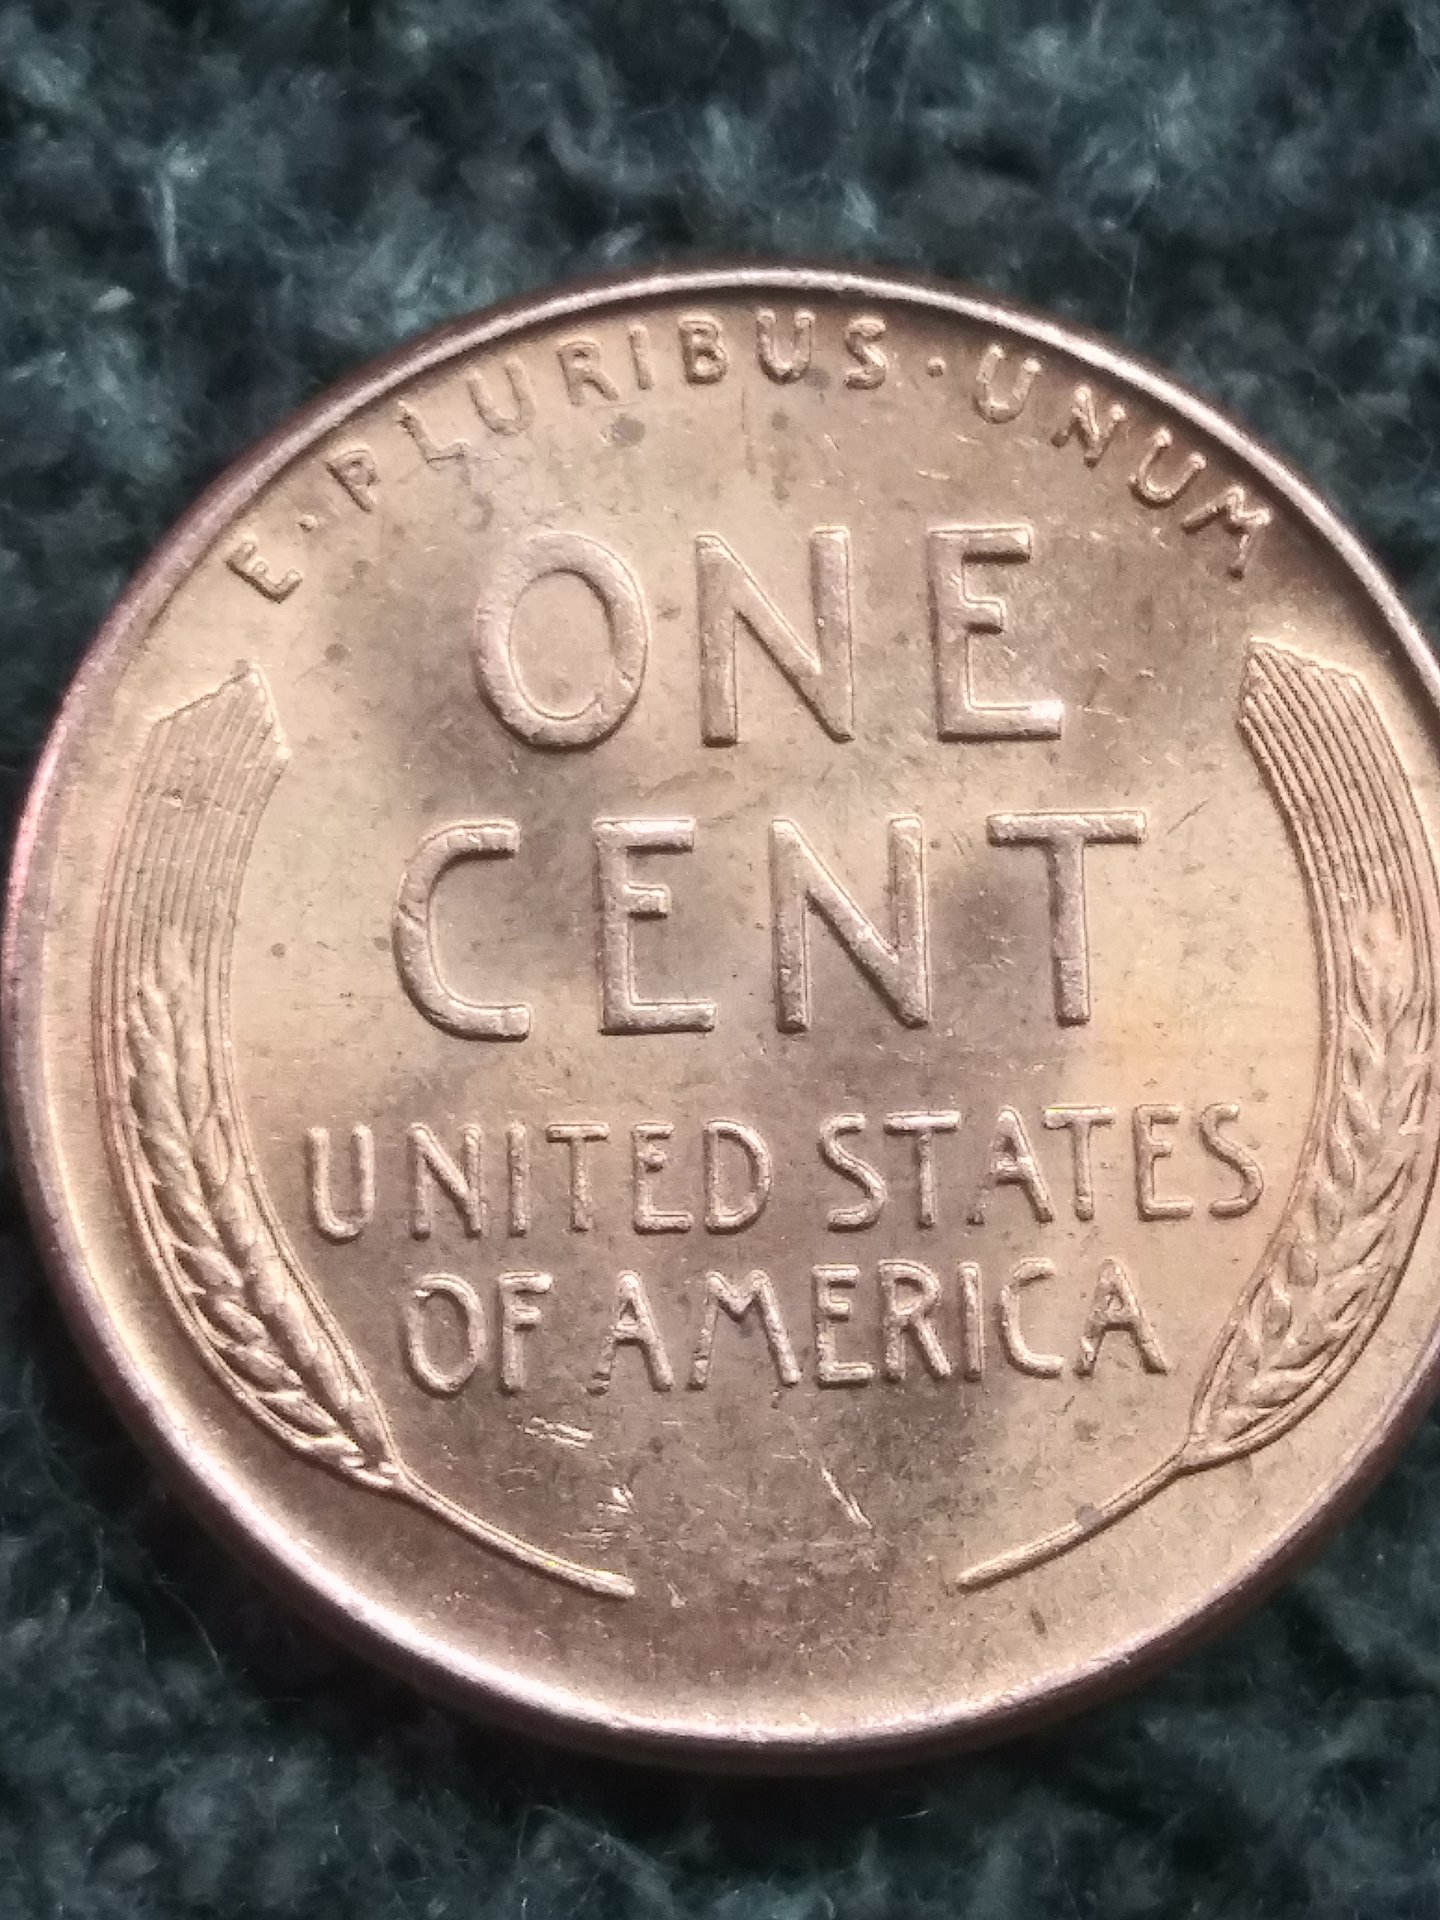 E·PLURIBUS·UNUM
ONE
CENT
UNITED STATES
OF AMERICA